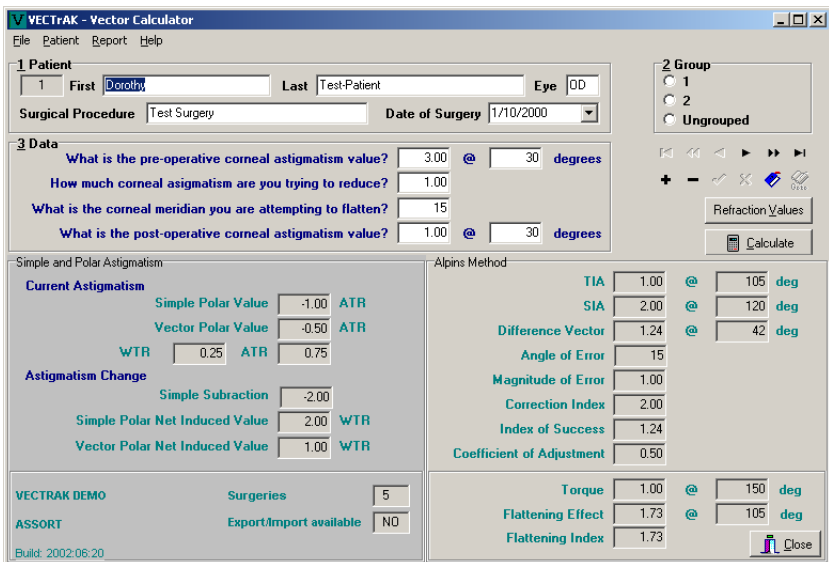 VECTrAK - Vector Calculator
File Patient Report Help
1 Patient
1 First Dorothy Last Test-Patient Eye OD
Surgical Procedure Test Surgery Date of Surgery 1/10/2000
2 Group
1
2
Ungrouped
3 Data
What is the pre-operative corneal astigmatism value? 3.00 @ 30 degrees
How much corneal asigmatism are you trying to reduce? 1.00
What is the corneal meridian you are attempting to flatten? 15
What is the post-operative corneal astigmatism value? 1.00 @ 30 degrees
Refraction Values
Calculate
Simple and Polar Astigmatism
Current Astigmatism
Simple Polar Value -1.00 ATR
Vector Polar Value -0.50 ATR
WTR 0.25 ATR 0.75
Astigmatism Change
Simple Subraction -2.00
Simple Polar Net Induced Value 2.00 WTR
Vector Polar Net Induced Value 1.00 WTR
VECTRAK DEMO Surgeries 5
ASSORT Export/Import available NO
Build: 2002:06:20
Alpins Method
TIA 1.00 @ 105 deg
SIA 2.00 @ 120 deg
Difference Vector 1.24 @ 42 deg
Angle of Error 15
Magnitude of Error 1.00
Correction Index 2.00
Index of Success 1.24
Coefficient of Adjustment 0.50
Torque 1.00 @ 150 deg
Flattening Effect 1.73 @ 105 deg
Flattening Index 1.73
Close